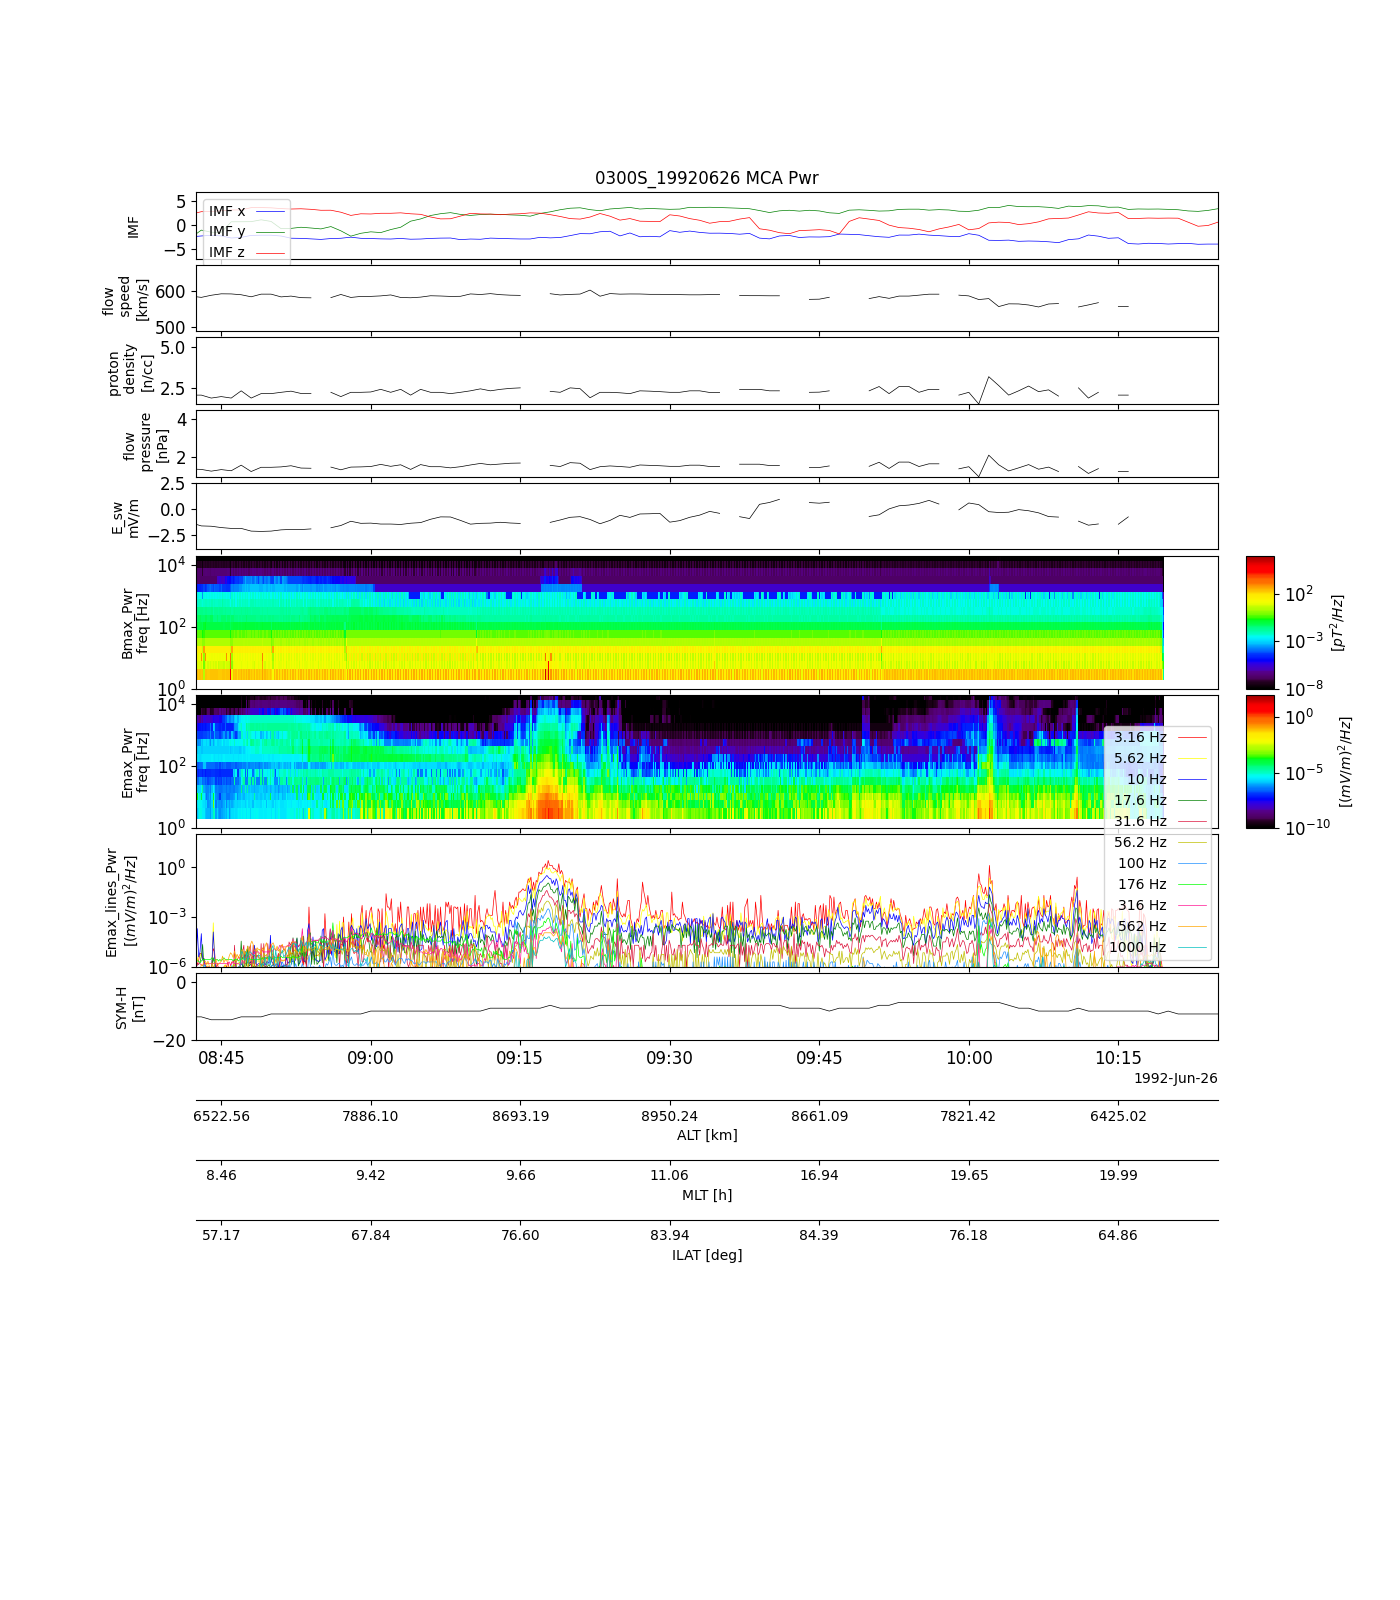 0300S_19920626 MCA Pwr
5
0
−5
IMF
IMF x
IMF y
IMF z
600
500
flow
speed
[km/s]
5.0
2.5
proton
density
[n/cc]
4
2
flow
pressure
[nPa]
2.5
0.0
−2.5
E_sw
mV/m
10^4
10^2
10^0
Bmax_Pwr
freq [Hz]
10^2
10^−3
10^−8
[pT^2/Hz]
10^4
10^2
10^0
Emax_Pwr
freq [Hz]
10^0
10^−5
10^−10
[(mV/m)^2/Hz]
3.16 Hz
5.62 Hz
10 Hz
17.6 Hz
31.6 Hz
56.2 Hz
100 Hz
176 Hz
316 Hz
562 Hz
1000 Hz
10^0
10^−3
10^−6
Emax_lines_Pwr
[(mV/m)^2/Hz]
0
−20
SYM-H
[nT]
08:45 09:00 09:15 09:30 09:45 10:00 10:15
1992-Jun-26
6522.56 7886.10 8693.19 8950.24 8661.09 7821.42 6425.02
ALT [km]
8.46 9.42 9.66 11.06 16.94 19.65 19.99
MLT [h]
57.17 67.84 76.60 83.94 84.39 76.18 64.86
ILAT [deg]